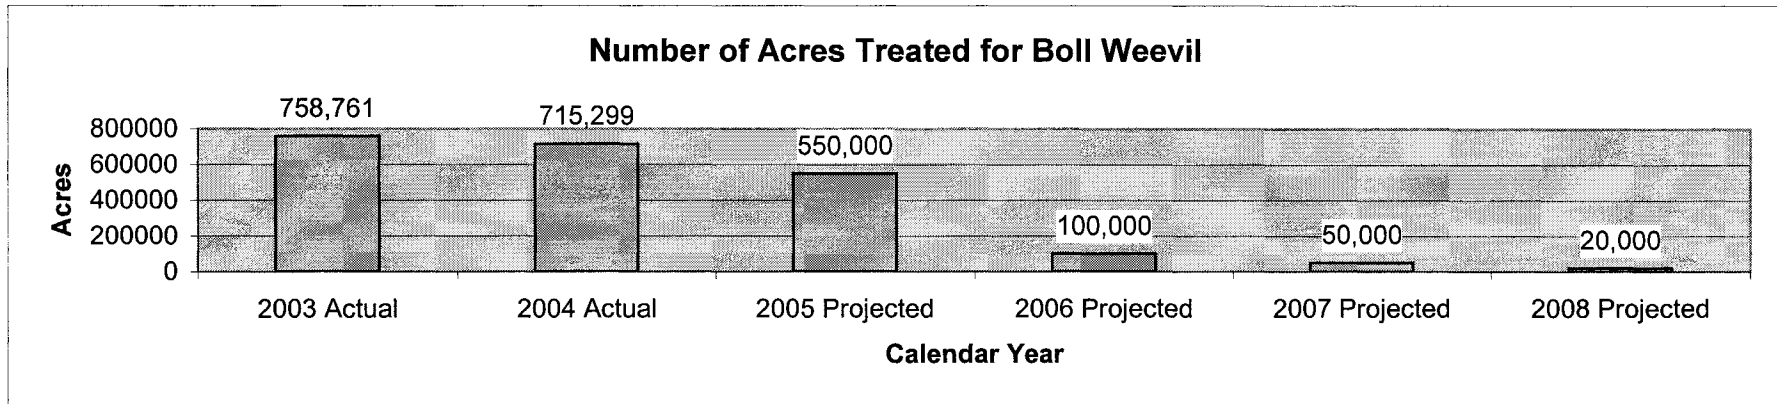 Number of Acres Treated for Boll Weevil
758,761
715,299
550,000
100,000
50,000
20,000
800000
600000
400000
200000
0
Acres
2003 Actual
2004 Actual
2005 Projected
2006 Projected
2007 Projected
2008 Projected
Calendar Year